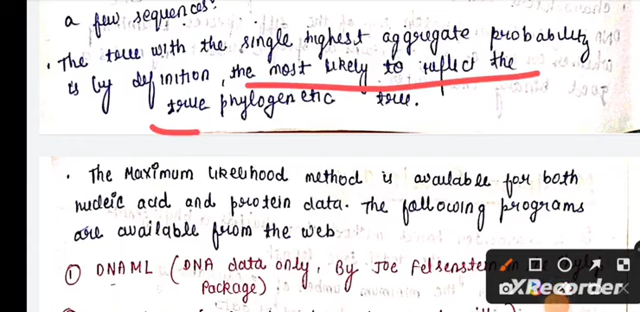 a few sequences.
• The tree with the single highest aggregate probability
is by definition, the most likely to reflect the
true phylogenetic tree.
• The Maximum likelihood method is available for both
nucleic acid and protein data. The following programs
are available from the web
① DNAML (DNA data only, By Joe Felsenstein
Package)
XRecorder